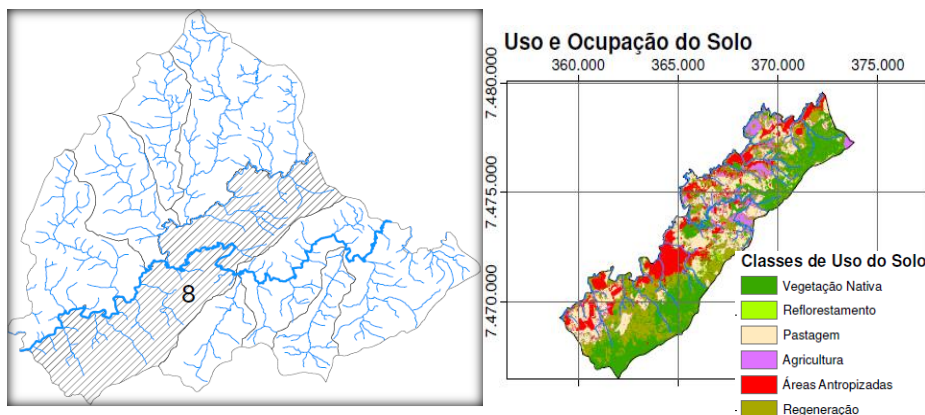 8
Uso e Ocupação do Solo
360.000 365.000 370.000 375.000
7.480.000
7.475.000
7.470.000
Classes de Uso do Solo
Vegetação Nativa
Reflorestamento
Pastagem
Agricultura
Áreas Antropizadas
Regeneração